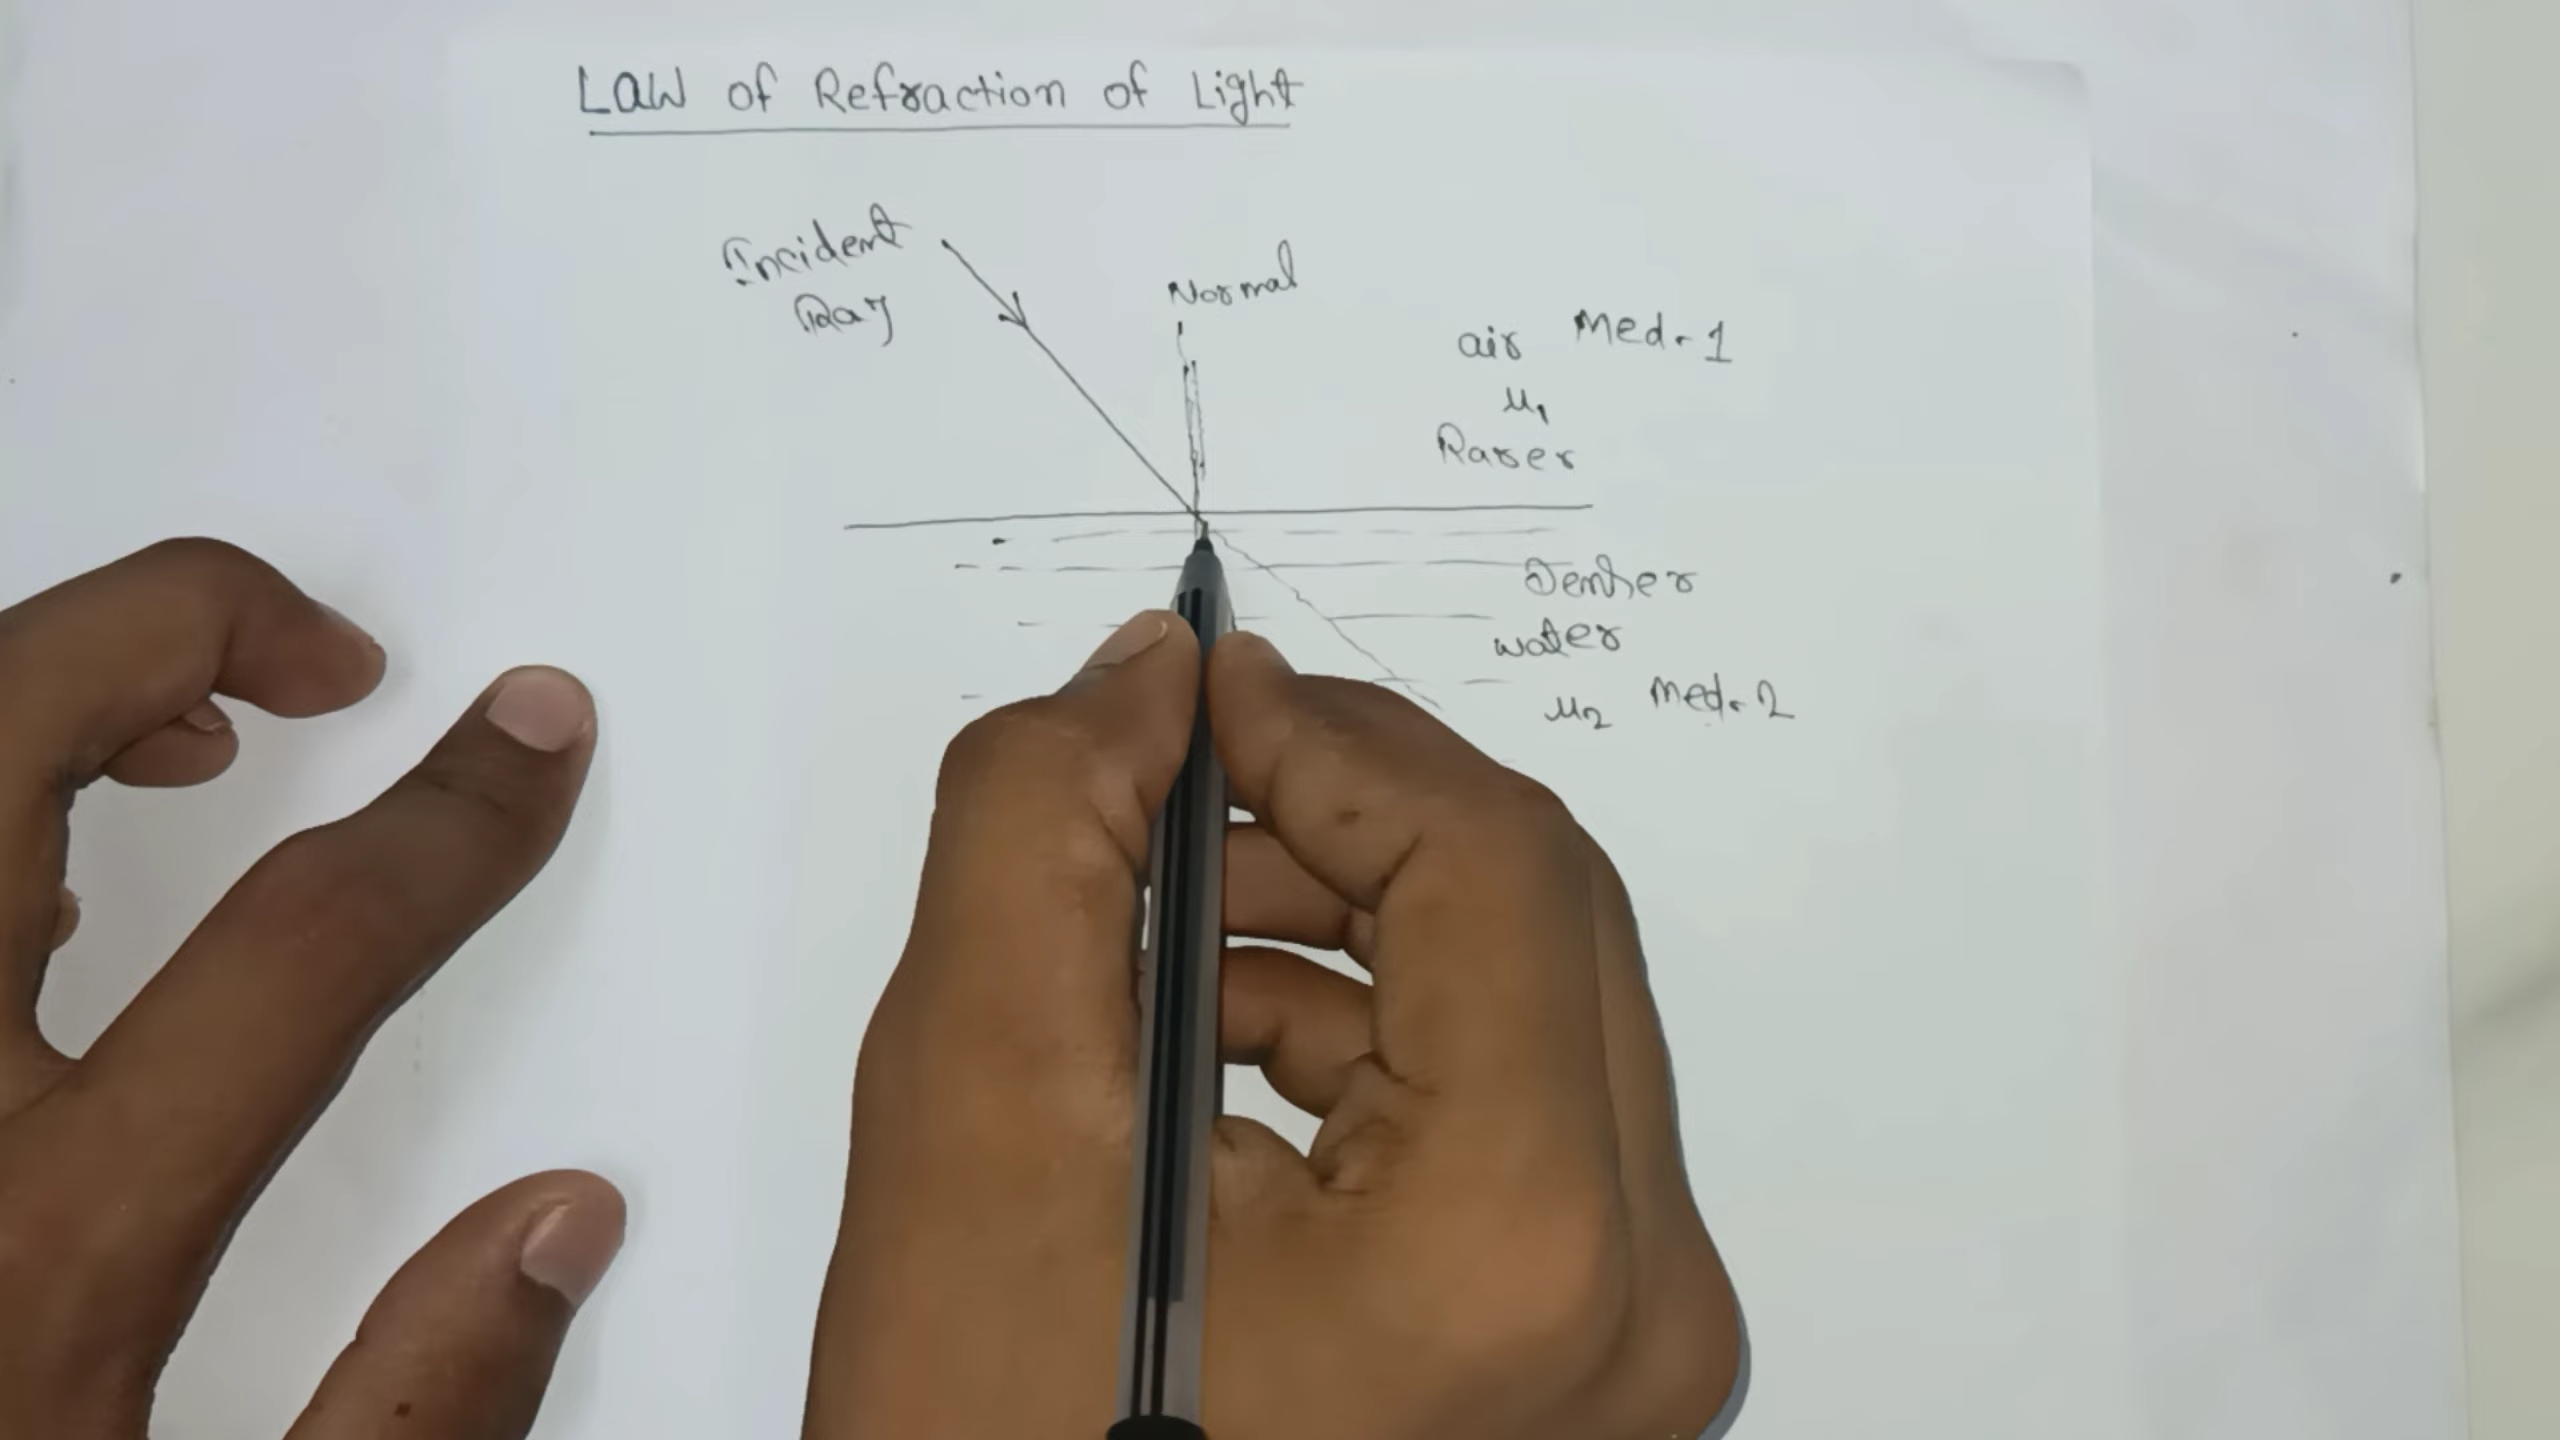 LAW of Refraction of Light
Incident
Ray
Normal
air Med. 1
μ1
Rarer
Denser
water
μ2 Med. 2